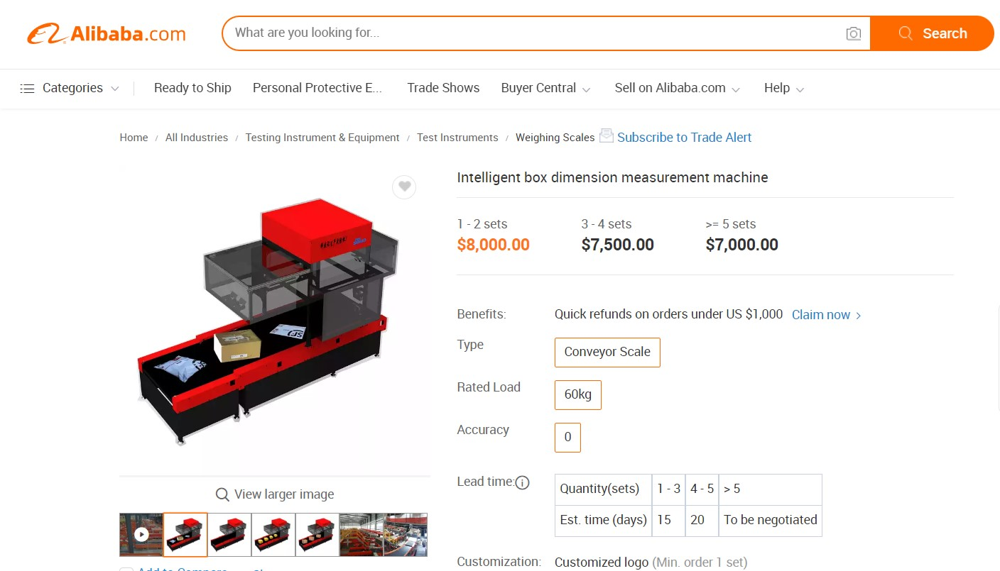 Alibaba.com
What are you looking for...
Search
Categories
Ready to Ship
Personal Protective E...
Trade Shows
Buyer Central
Sell on Alibaba.com
Help
Home / All Industries / Testing Instrument & Equipment / Test Instruments / Weighing Scales
Subscribe to Trade Alert
Intelligent box dimension measurement machine
1 - 2 sets
$8,000.00
3 - 4 sets
$7,500.00
>= 5 sets
$7,000.00
Benefits: Quick refunds on orders under US $1,000 Claim now >
Type Conveyor Scale
Rated Load 60kg
Accuracy 0
Lead time:
Quantity(sets) 1 - 3 4 - 5 > 5
Est. time (days) 15 20 To be negotiated
View larger image
Customization: Customized logo (Min. order 1 set)
Add to Compare